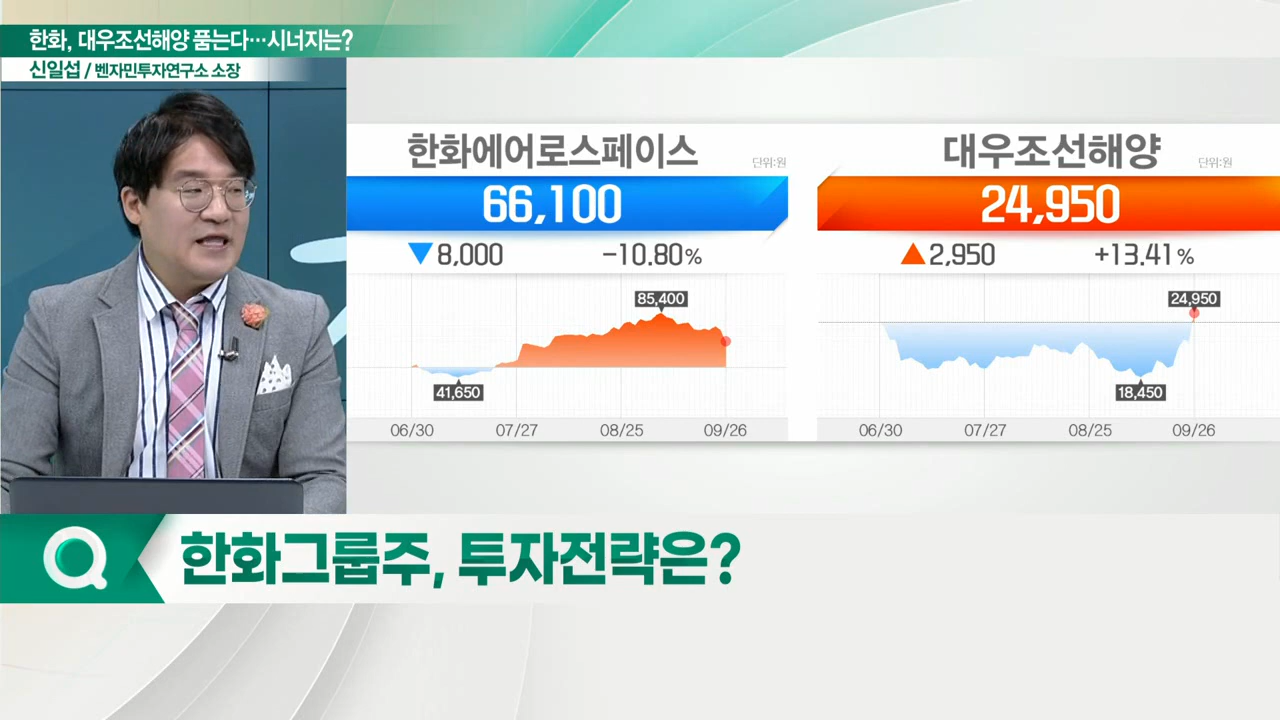 한화, 대우조선해양 품는다…시너지는?
신일섭 / 벤자민투자연구소 소장
한화에어로스페이스
단위:원
66,100
▼8,000 -10.80%
85,400
41,650
06/30 07/27 08/25 09/26
대우조선해양
단위:원
24,950
▲2,950 +13.41%
24,950
18,450
06/30 07/27 08/25 09/26
Q 한화그룹주, 투자전략은?